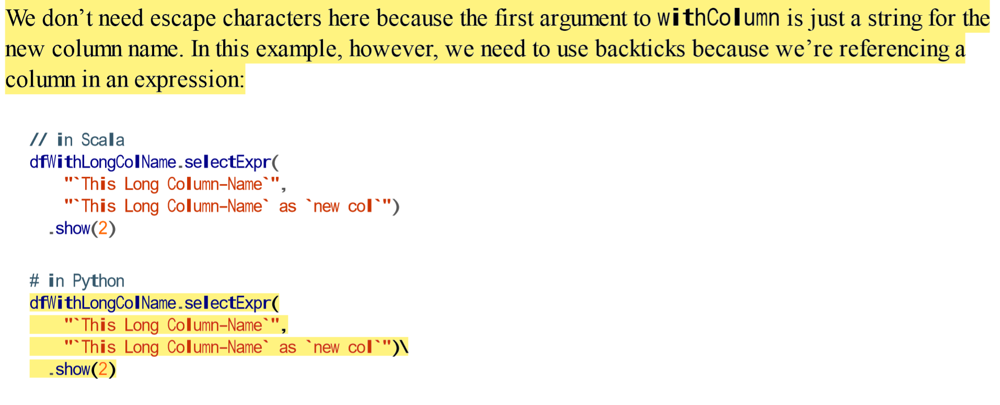 We don’t need escape characters here because the first argument to withColumn is just a string for the
new column name. In this example, however, we need to use backticks because we’re referencing a
column in an expression:
// in Scala
dfWithLongColName.selectExpr(
    "`This Long Column-Name`",
    "`This Long Column-Name` as `new col`")
  .show(2)
# in Python
dfWithLongColName.selectExpr(
    "`This Long Column-Name`",
    "`This Long Column-Name` as `new col`")\
  .show(2)